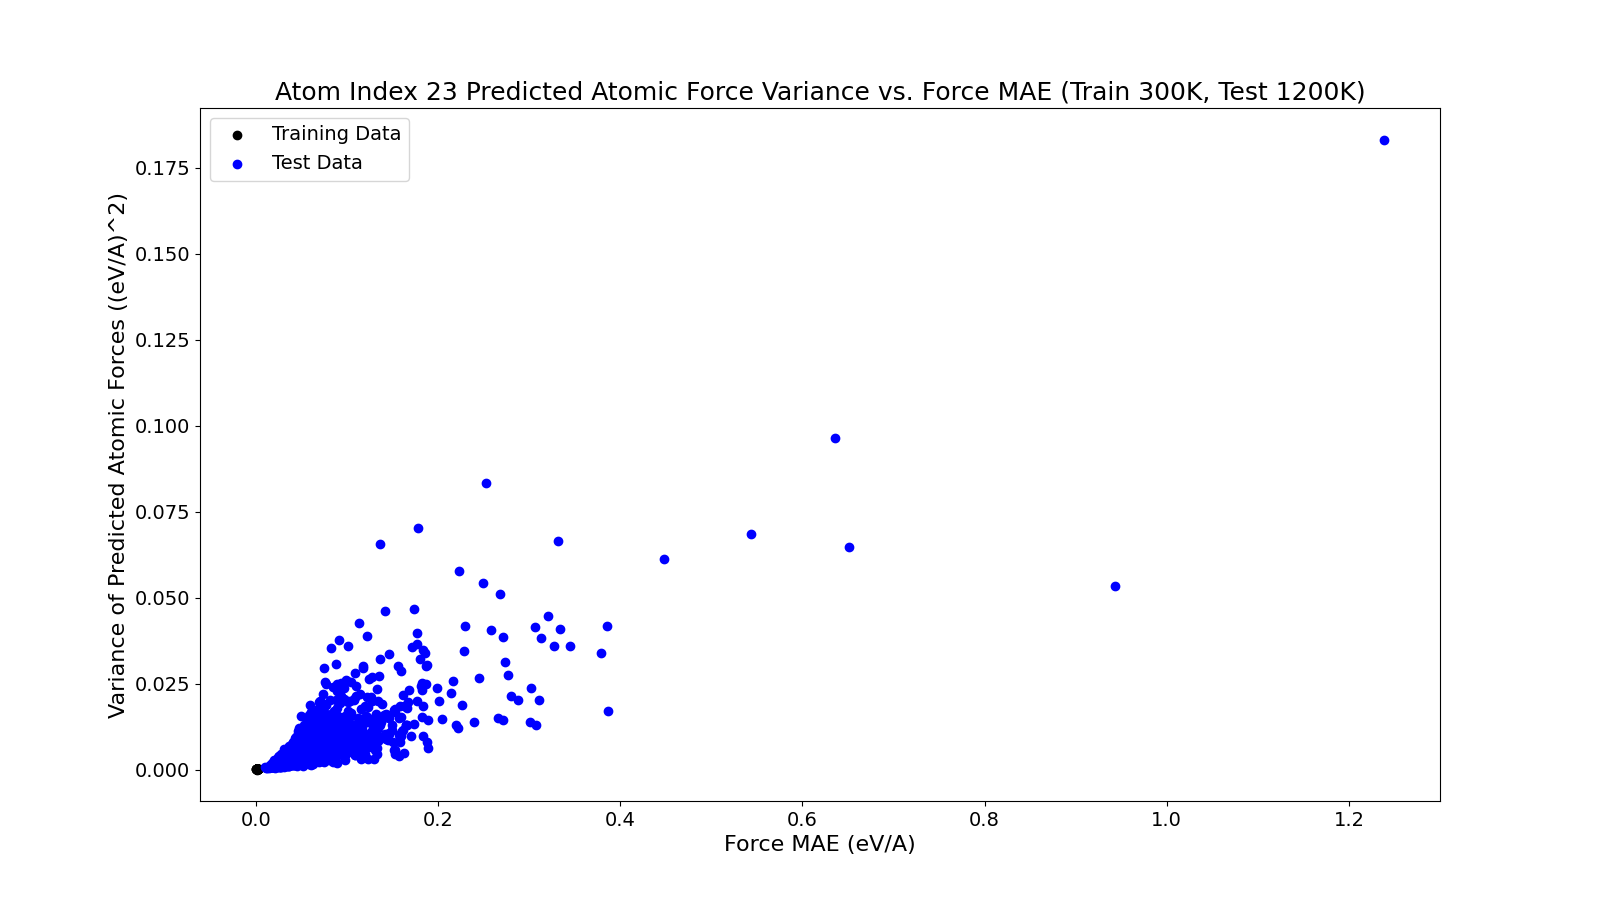 Atom Index 23 Predicted Atomic Force Variance vs. Force MAE (Train 300K, Test 1200K)
Training Data
Test Data
Variance of Predicted Atomic Forces ((eV/A)^2)
0.175
0.150
0.125
0.100
0.075
0.050
0.025
0.000
0.0 0.2 0.4 0.6 0.8 1.0 1.2
Force MAE (eV/A)